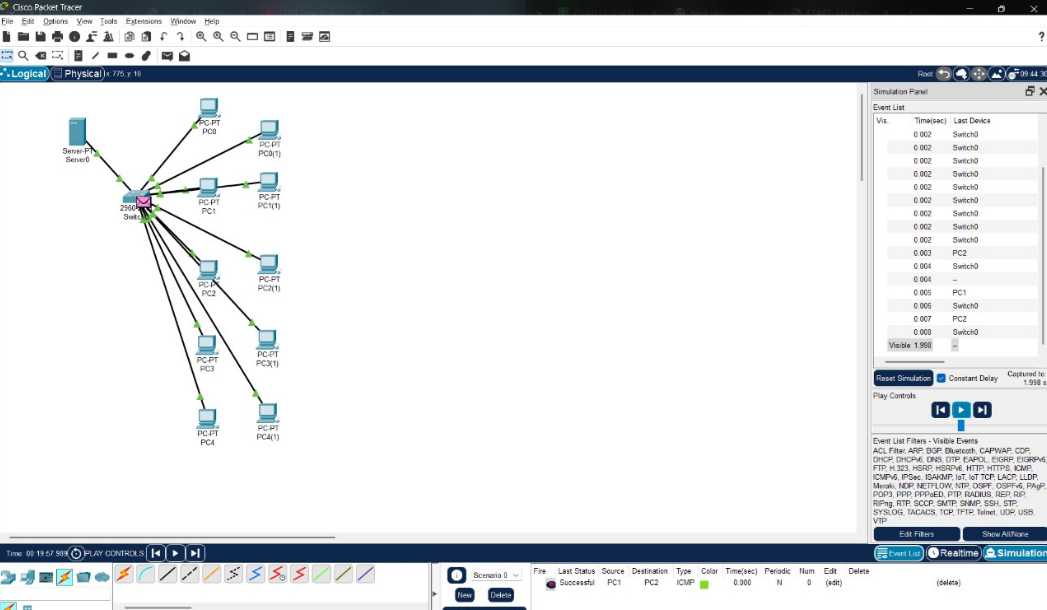 Cisco Packet Tracer
File Edit Options View Tools Extensions Window Help
?
Logical Physical x: 775, y: 10
Root 09:44:30
PC-PT
PC0
PC-PT
PC0(1)
Server-PT
Server0
PC-PT
PC1(1)
PC-PT
PC1
2960
Switc
PC-PT
PC2(1)
PC-PT
PC2
PC-PT
PC3(1)
PC-PT
PC3
PC-PT
PC4(1)
PC-PT
PC4
Simulation Panel
Event List
Vis. Time(sec) Last Device
0.002 Switch0
0.002 Switch0
0.002 Switch0
0.002 Switch0
0.002 Switch0
0.002 Switch0
0.002 Switch0
0.002 Switch0
0.002 Switch0
0.003 PC2
0.004 Switch0
0.004 --
0.005 PC1
0.006 Switch0
0.007 PC2
0.008 Switch0
Visible 1.998 --
Reset Simulation Constant Delay Captured to:
1.998 s
Play Controls
Event List Filters - Visible Events
ACL Filter, ARP, BGP, Bluetooth, CAPWAP, CDP,
DHCP, DHCPv6, DNS, DTP, EAPOL, EIGRP, EIGRPv6,
FTP, H.323, HSRP, HSRPv6, HTTP, HTTPS, ICMP,
ICMPv6, IPSec, ISAKMP, IoT, IoT TCP, LACP, LLDP,
Meraki, NDP, NETFLOW, NTP, OSPF, OSPFv6, PAgP,
POP3, PPP, PPPoED, PTP, RADIUS, REP, RIP,
RIPng, RTP, SCCP, SMTP, SNMP, SSH, STP,
SYSLOG, TACACS, TCP, TFTP, Telnet, UDP, USB,
VTP
Edit Filters Show All/None
Time: 00:19:57.989 PLAY CONTROLS:
Event List Realtime Simulation
Scenario 0
New Delete
Fire Last Status Source Destination Type Color Time(sec) Periodic Num Edit Delete
Successful PC1 PC2 ICMP 0.000 N 0 (edit) (delete)